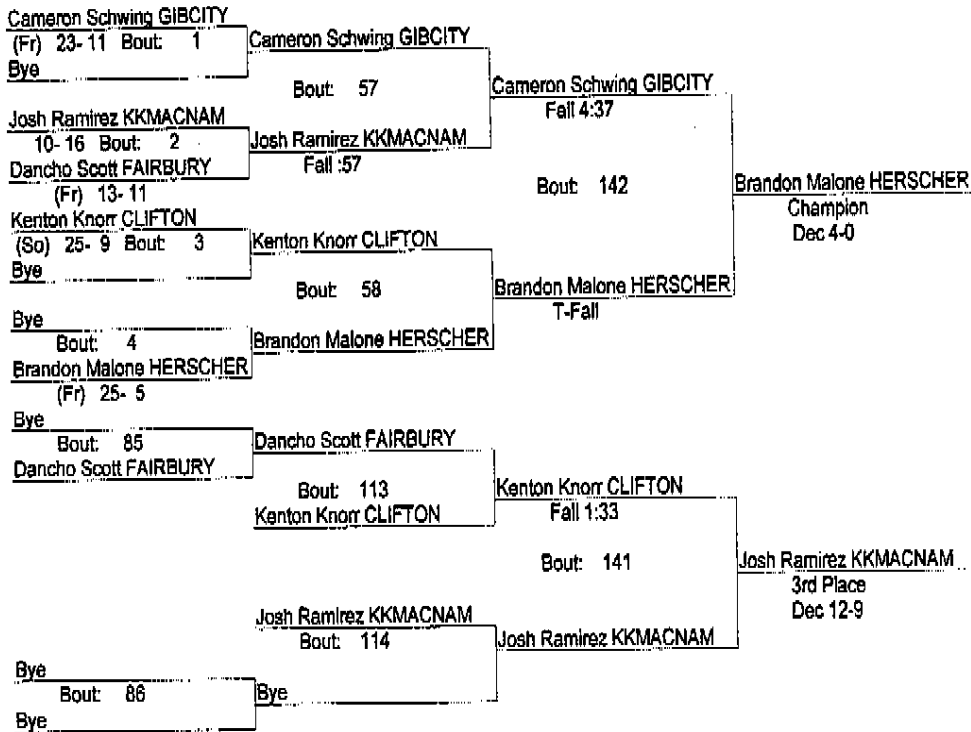 Cameron Schwing GIBCITY
(Fr) 23- 11 Bout: 1
Bye
Cameron Schwing GIBCITY
Bout: 57
Josh Ramirez KKMACNAM
10- 16 Bout: 2
Dancho Scott FAIRBURY
(Fr) 13- 11
Josh Ramirez KKMACNAM
Fall :57
Cameron Schwing GIBCITY
Fall 4:37
Bout: 142
Kenton Knorr CLIFTON
(So) 25- 9 Bout: 3
Bye
Kenton Knorr CLIFTON
Bout: 58
Bye
Bout: 4
Brandon Malone HERSCHER
(Fr) 25- 5
Brandon Malone HERSCHER
Brandon Malone HERSCHER
T-Fall
Brandon Malone HERSCHER
Champion
Dec 4-0
Bye
Bout: 85
Dancho Scott FAIRBURY
Dancho Scott FAIRBURY
Bout: 113
Kenton Knorr CLIFTON
Kenton Knorr CLIFTON
Fall 1:33
Bout: 141
Josh Ramirez KKMACNAM
Bout: 114
Bye
Bout: 86
Bye
Bye
Josh Ramirez KKMACNAM
Josh Ramirez KKMACNAM
3rd Place
Dec 12-9